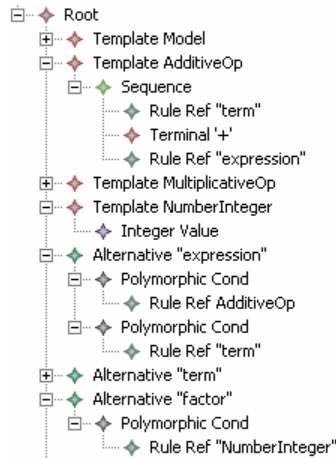 Root
Template Model
Template AdditiveOp
Sequence
Rule Ref "term"
Terminal '+'
Rule Ref "expression"
Template MultiplicativeOp
Template NumberInteger
Integer Value
Alternative "expression"
Polymorphic Cond
Rule Ref AdditiveOp
Polymorphic Cond
Rule Ref "term"
Alternative "term"
Alternative "factor"
Polymorphic Cond
Rule Ref "NumberInteger"